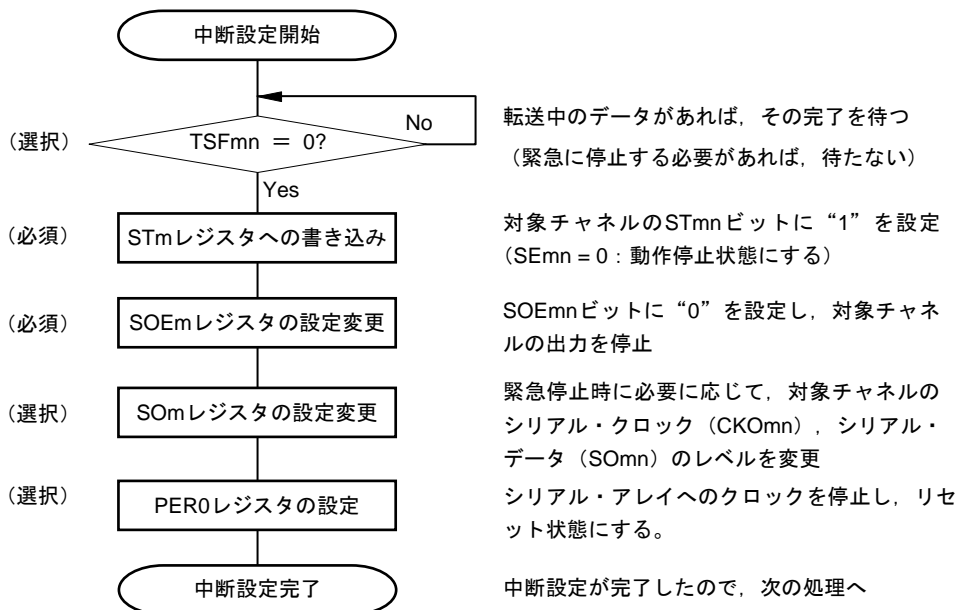 中断設定開始
No
転送中のデータがあれば，その完了を待つ
（緊急に停止する必要があれば，待たない）
（選択）
TSFmn ＝ 0?
Yes
（必須）
STmレジスタへの書き込み
対象チャネルのSTmnビットに“1”を設定
（SEmn = 0：動作停止状態にする）
（必須）
SOEmレジスタの設定変更
SOEmnビットに“0”を設定し，対象チャネ
ルの出力を停止
（選択）
SOmレジスタの設定変更
緊急停止時に必要に応じて，対象チャネルの
シリアル・クロック（CKOmn），シリアル・
データ（SOmn）のレベルを変更
（選択）
PER0レジスタの設定
シリアル・アレイへのクロックを停止し，リセ
ット状態にする。
中断設定完了
中断設定が完了したので，次の処理へ